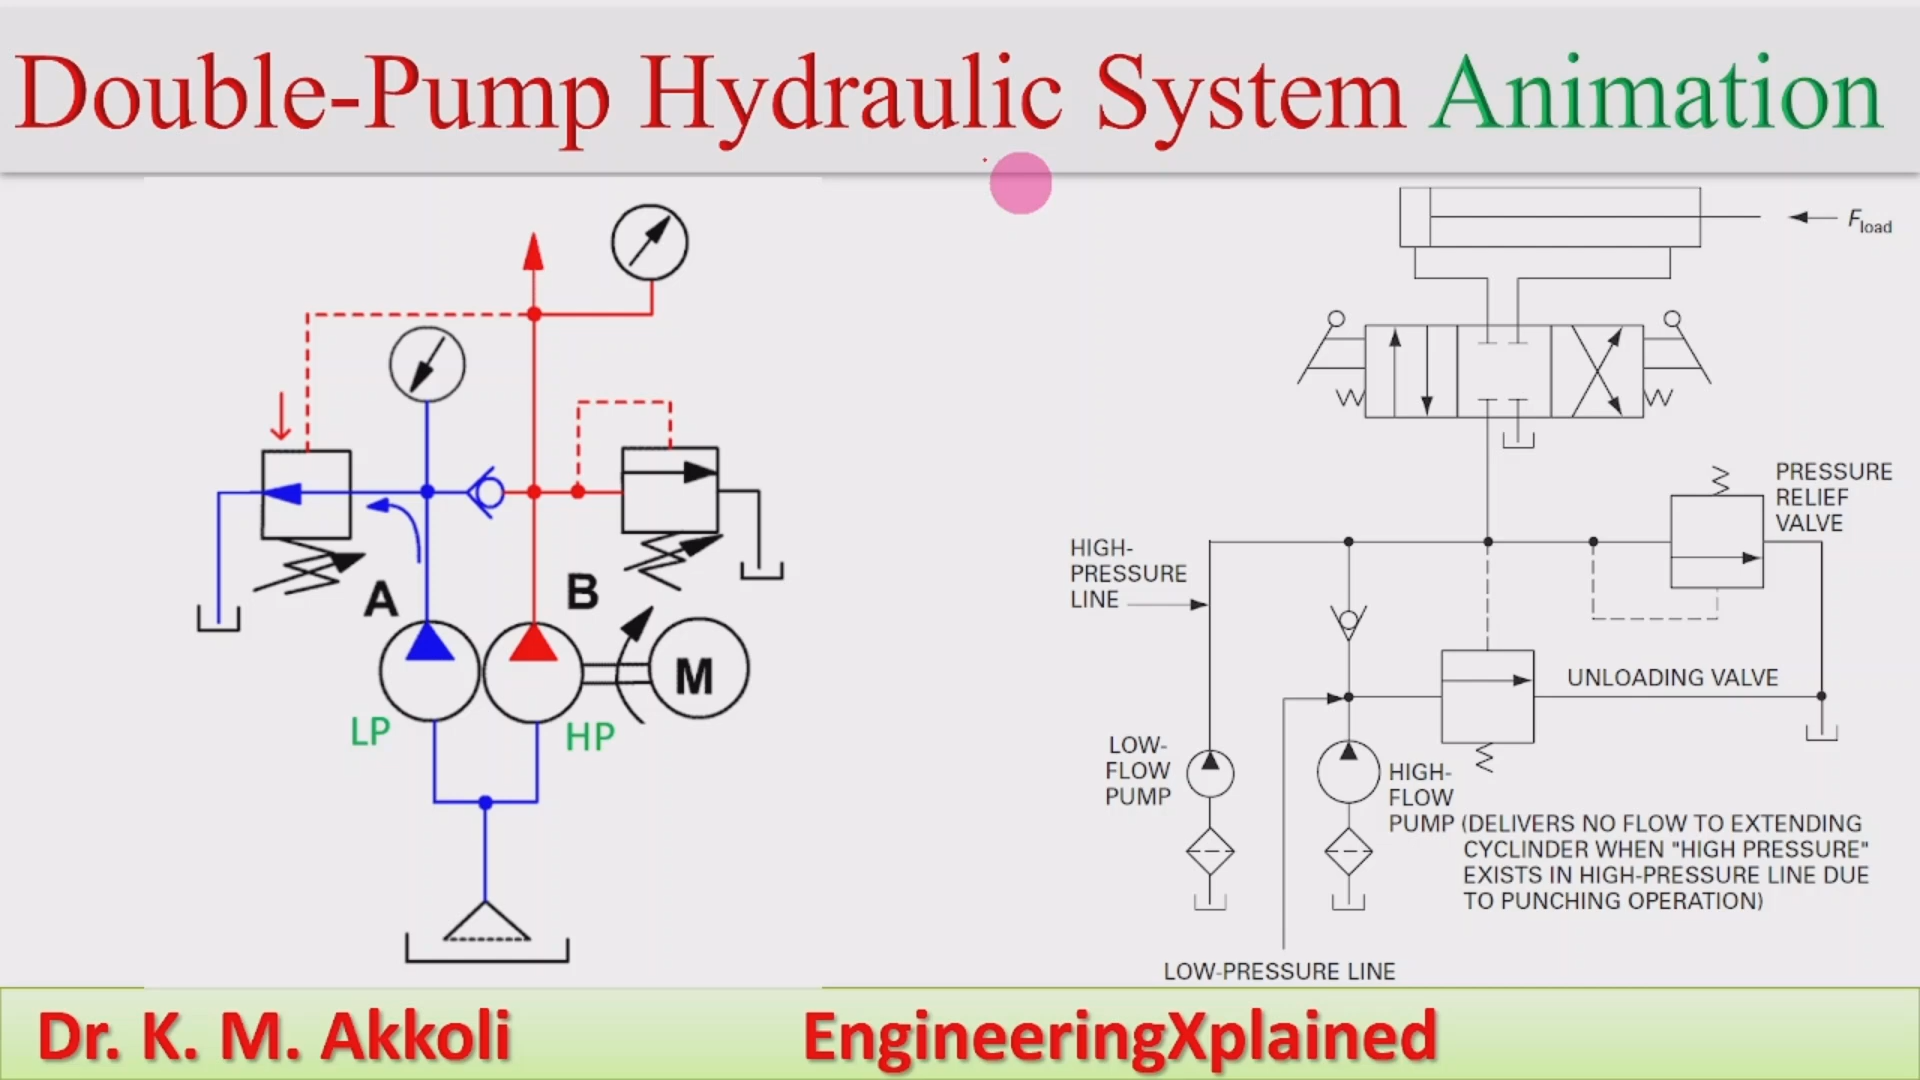 Double-Pump Hydraulic System Animation
A
B
M
LP
HP
Fload
PRESSURE
RELIEF
VALVE
HIGH-
PRESSURE
LINE
UNLOADING VALVE
LOW-
FLOW
PUMP
HIGH-
FLOW
PUMP (DELIVERS NO FLOW TO EXTENDING
CYCLINDER WHEN "HIGH PRESSURE"
EXISTS IN HIGH-PRESSURE LINE DUE
TO PUNCHING OPERATION)
LOW-PRESSURE LINE
Dr. K. M. Akkoli
EngineeringXplained